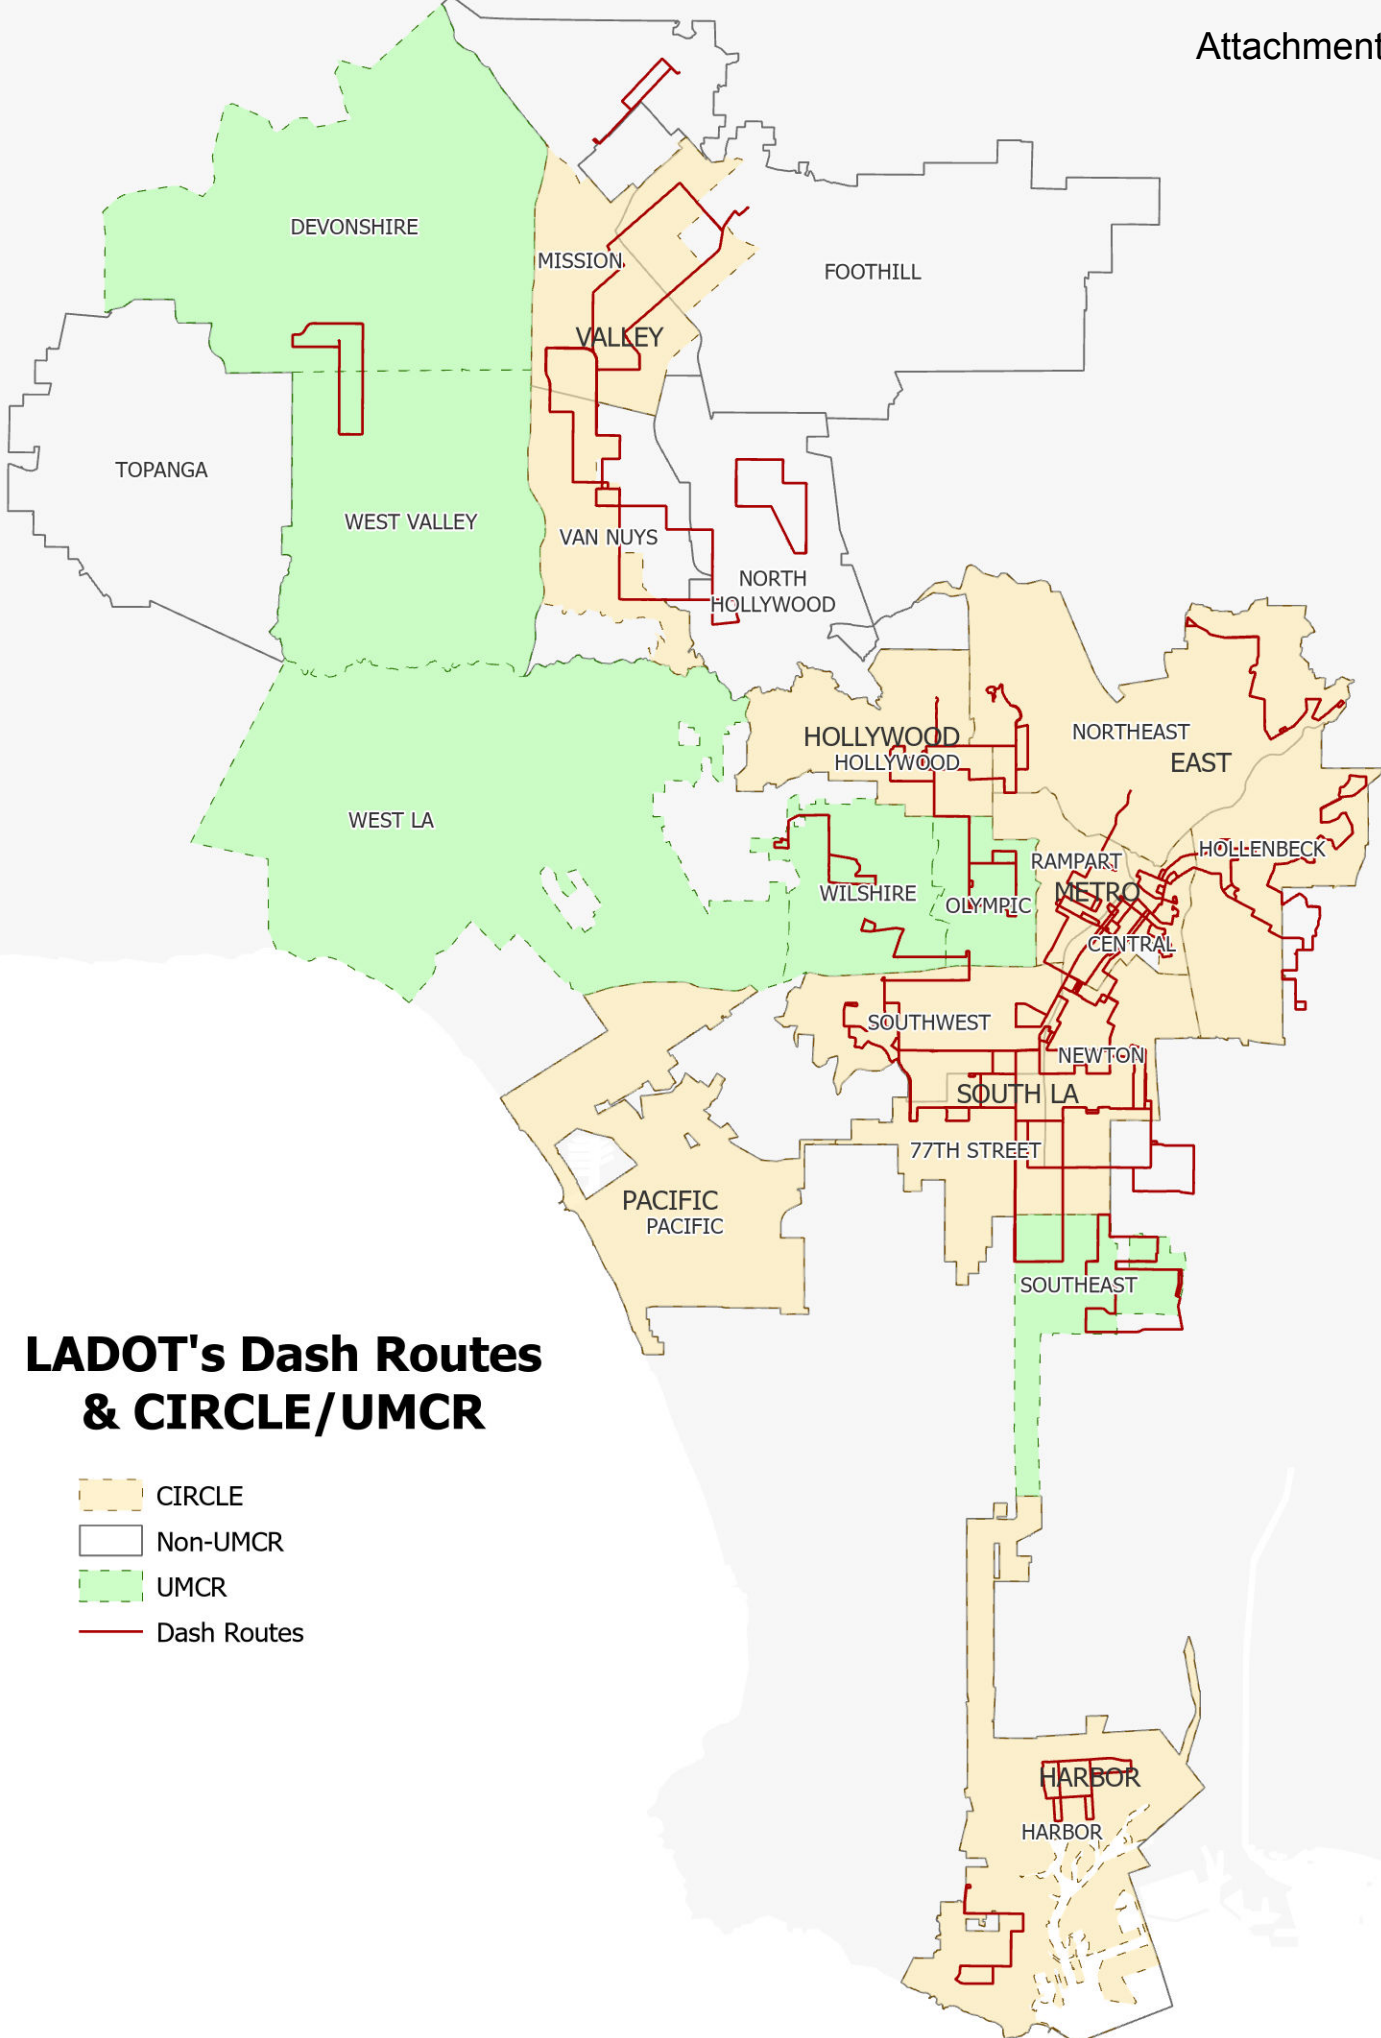 Attachment
DEVONSHIRE
MISSION
FOOTHILL
VALLEY
TOPANGA
WEST VALLEY
VAN NUYS
NORTH
HOLLYWOOD
HOLLYWOOD
HOLLYWOOD
NORTHEAST
EAST
WEST LA
HOLLENBECK
RAMPART
METRO
WILSHIRE
OLYMPIC
CENTRAL
SOUTHWEST
NEWTON
SOUTH LA
77TH STREET
PACIFIC
PACIFIC
SOUTHEAST
LADOT's Dash Routes
& CIRCLE/UMCR
CIRCLE
Non-UMCR
UMCR
Dash Routes
HARBOR
HARBOR